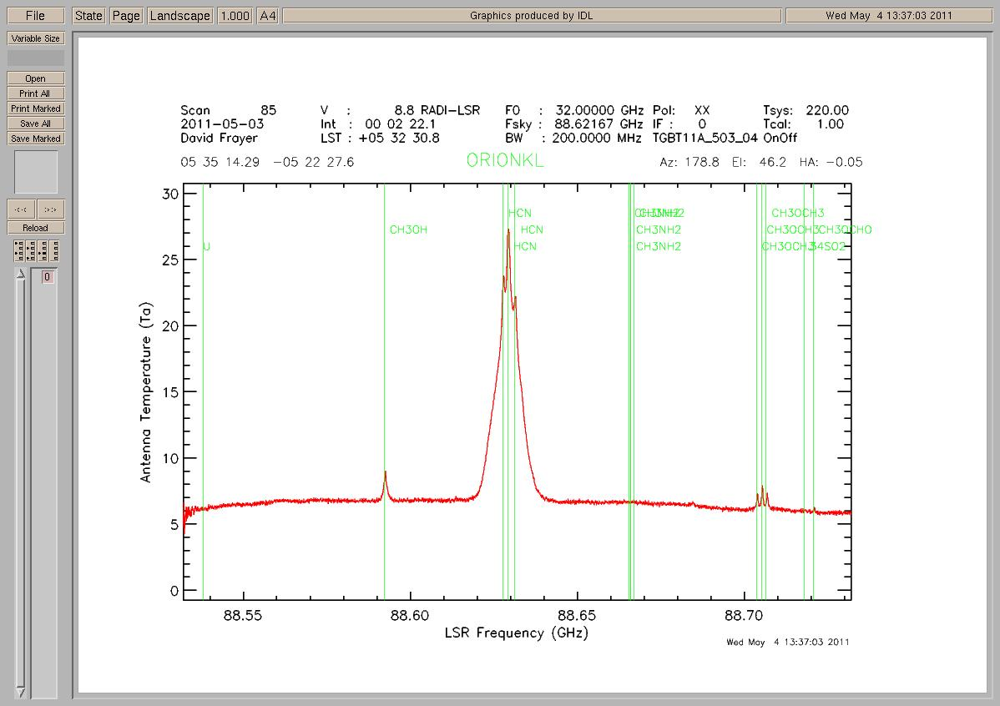 File State Page Landscape 1.000 A4 Graphics produced by IDL Wed May 4 13:37:03 2011
Variable Size
Open
Print All
Print Marked
Save All
Save Marked
<< >>
Reload
0
Scan 85 V : 8.8 RADI-LSR F0 : 32.00000 GHz Pol: XX Tsys: 220.00
2011-05-03 Int : 00 02 22.1 Fsky : 88.62167 GHz IF : 0 Tcal: 1.00
David Frayer LST : +05 32 30.8 BW : 200.0000 MHz TGBT11A_503_04 OnOff
05 35 14.29 -05 22 27.6 ORIONKL Az: 178.8 El: 46.2 HA: -0.05
HCN CH3NH2 CH3OCH3
CH3OH HCN CH3NH2 CH3OCH3 CH3OCHO
U HCN CH3NH2 CH3OCH3 34SO2
30
25
20
15
10
5
0
Antenna Temperature (Ta)
88.55 88.60 88.65 88.70
LSR Frequency (GHz)
Wed May 4 13:37:03 2011